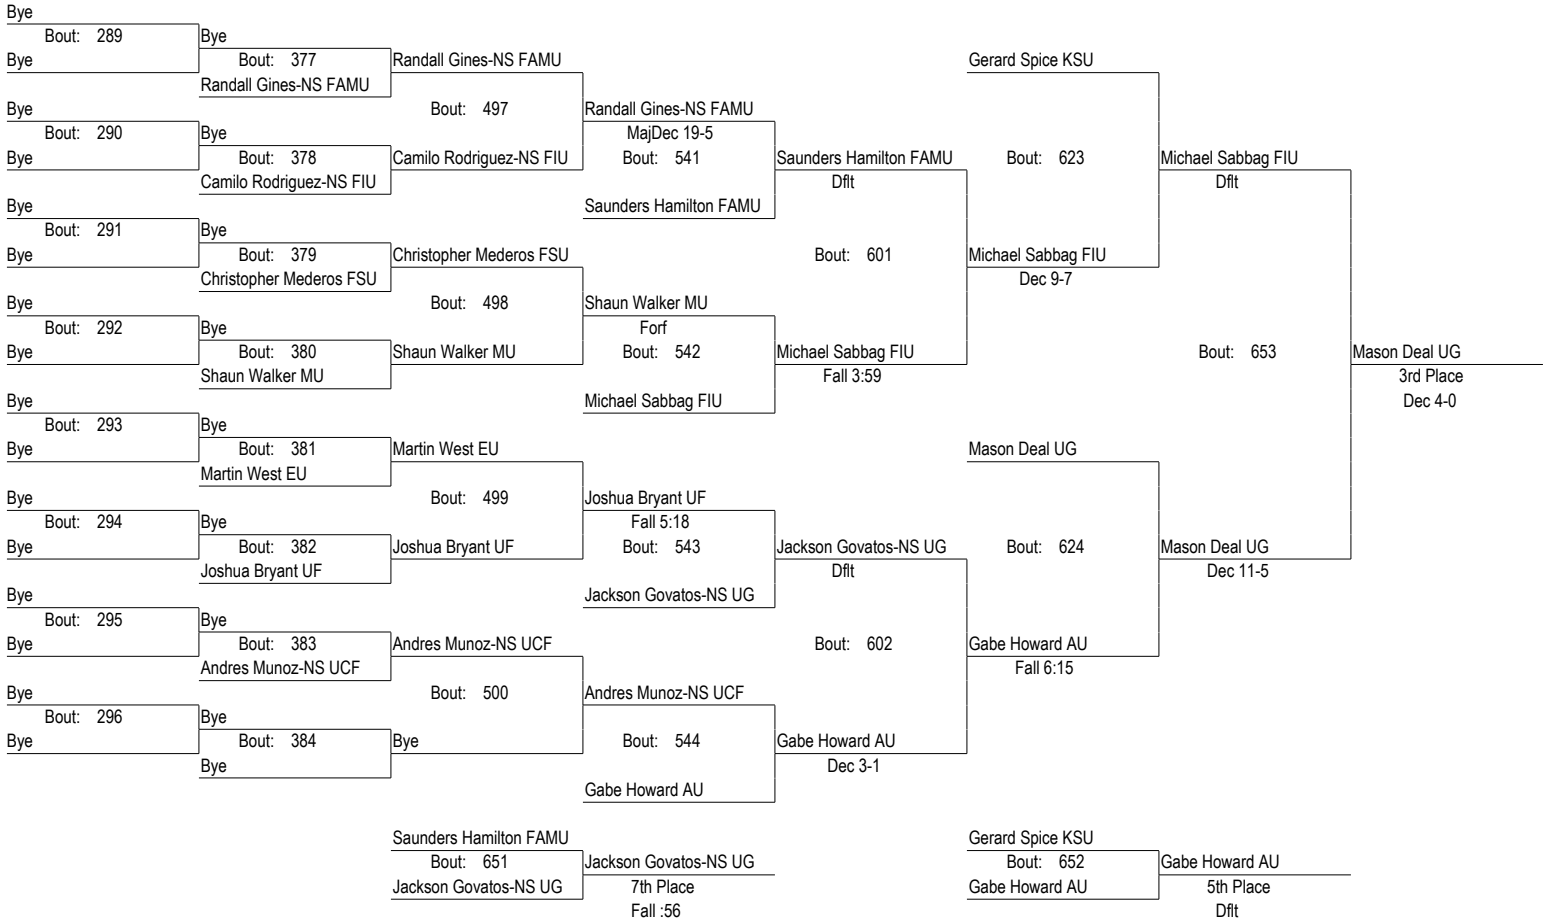 Bye
Bout: 289 Bye
Bye Bout: 377 Randall Gines-NS FAMU Gerard Spice KSU
Randall Gines-NS FAMU
Bye Bout: 497 Randall Gines-NS FAMU
Bout: 290 Bye MajDec 19-5
Bye Bout: 378 Camilo Rodriguez-NS FIU Bout: 541 Saunders Hamilton FAMU Bout: 623 Michael Sabbag FIU
Camilo Rodriguez-NS FIU Dflt Dflt
Bye Saunders Hamilton FAMU
Bout: 291 Bye
Bye Bout: 379 Christopher Mederos FSU Bout: 601 Michael Sabbag FIU
Christopher Mederos FSU Dec 9-7
Bye Bout: 498 Shaun Walker MU
Bout: 292 Bye Forf
Bye Bout: 380 Shaun Walker MU Bout: 542 Michael Sabbag FIU Bout: 653 Mason Deal UG
Shaun Walker MU Fall 3:59 3rd Place
Bye Michael Sabbag FIU Dec 4-0
Bout: 293 Bye
Bye Bout: 381 Martin West EU Mason Deal UG
Martin West EU
Bye Bout: 499 Joshua Bryant UF
Bout: 294 Bye Fall 5:18
Bye Bout: 382 Joshua Bryant UF Bout: 543 Jackson Govatos-NS UG Bout: 624 Mason Deal UG
Joshua Bryant UF Dflt Dec 11-5
Bye Jackson Govatos-NS UG
Bout: 295 Bye
Bye Bout: 383 Andres Munoz-NS UCF Bout: 602 Gabe Howard AU
Andres Munoz-NS UCF Fall 6:15
Bye Bout: 500 Andres Munoz-NS UCF
Bout: 296 Bye
Bye Bout: 384 Bye Bout: 544 Gabe Howard AU
Bye Dec 3-1
Gabe Howard AU
Saunders Hamilton FAMU Gerard Spice KSU
Bout: 651 Jackson Govatos-NS UG Bout: 652 Gabe Howard AU
Jackson Govatos-NS UG 7th Place Gabe Howard AU 5th Place
Fall :56 Dflt